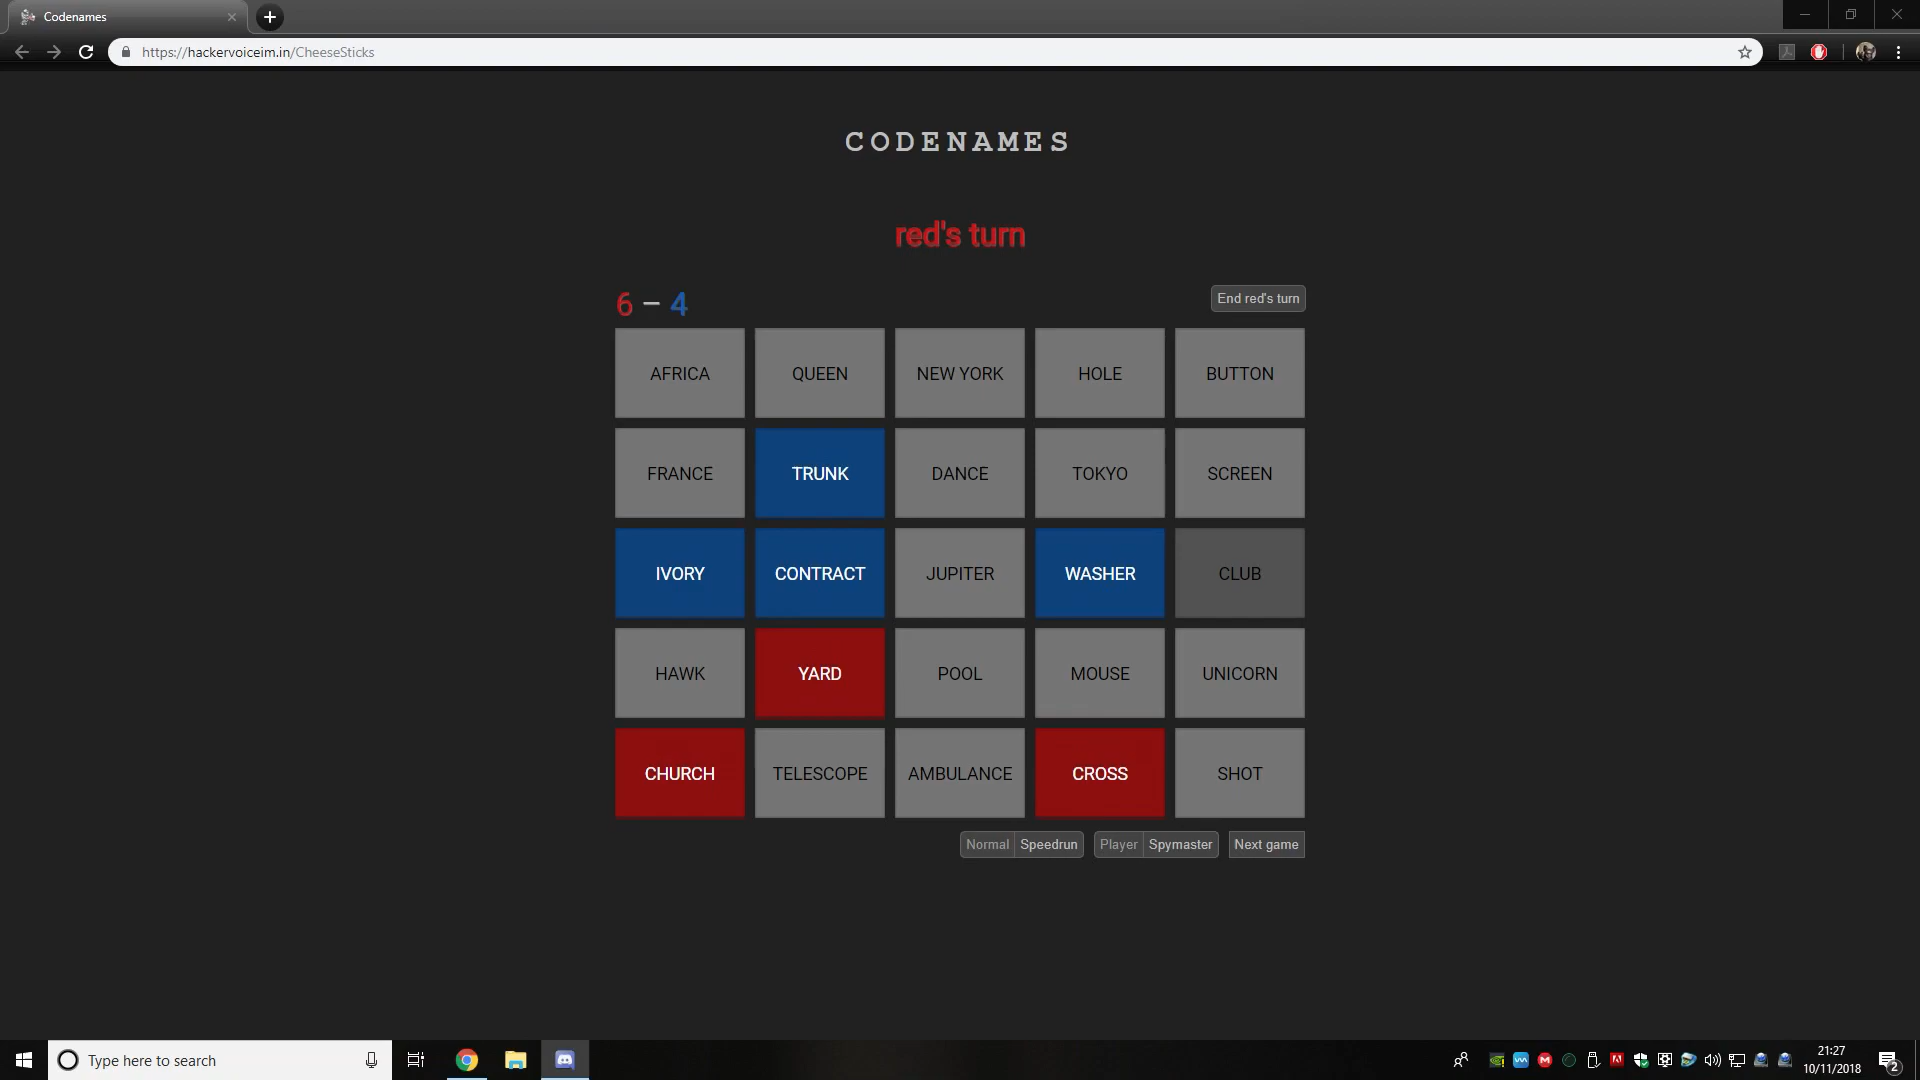 Codenames
https://hackervoiceim.in/CheeseSticks
CODENAMES
red's turn
6 – 4
End red's turn
AFRICA QUEEN NEW YORK HOLE BUTTON
FRANCE TRUNK DANCE TOKYO SCREEN
IVORY CONTRACT JUPITER WASHER CLUB
HAWK YARD POOL MOUSE UNICORN
CHURCH TELESCOPE AMBULANCE CROSS SHOT
Normal Speedrun Player Spymaster Next game
Type here to search
21:27
10/11/2018
2